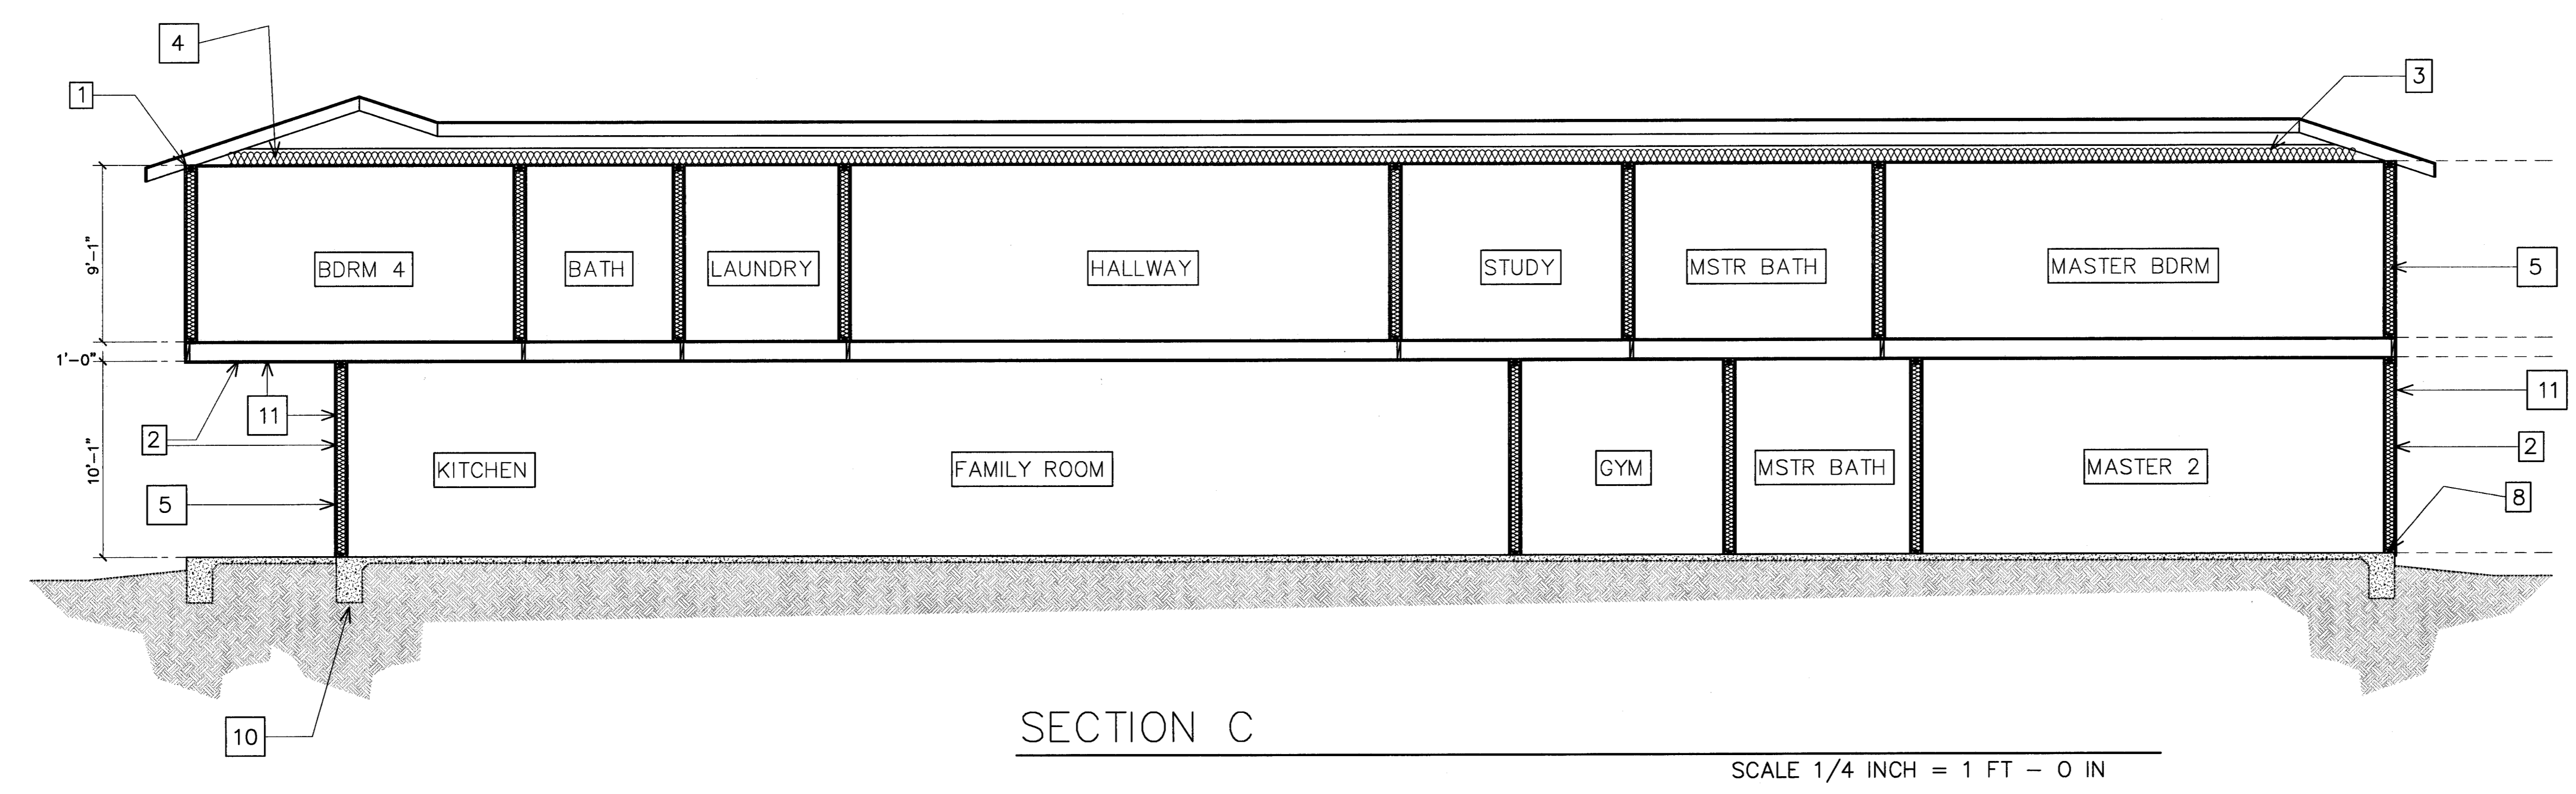 4
1
3
9'-1"
BDRM 4
BATH
LAUNDRY
HALLWAY
STUDY
MSTR BATH
MASTER BDRM
5
1'-0"
11
2
11
2
10'-1"
KITCHEN
FAMILY ROOM
GYM
MSTR BATH
MASTER 2
5
8
10
SECTION C
SCALE 1/4 INCH = 1 FT - 0 IN